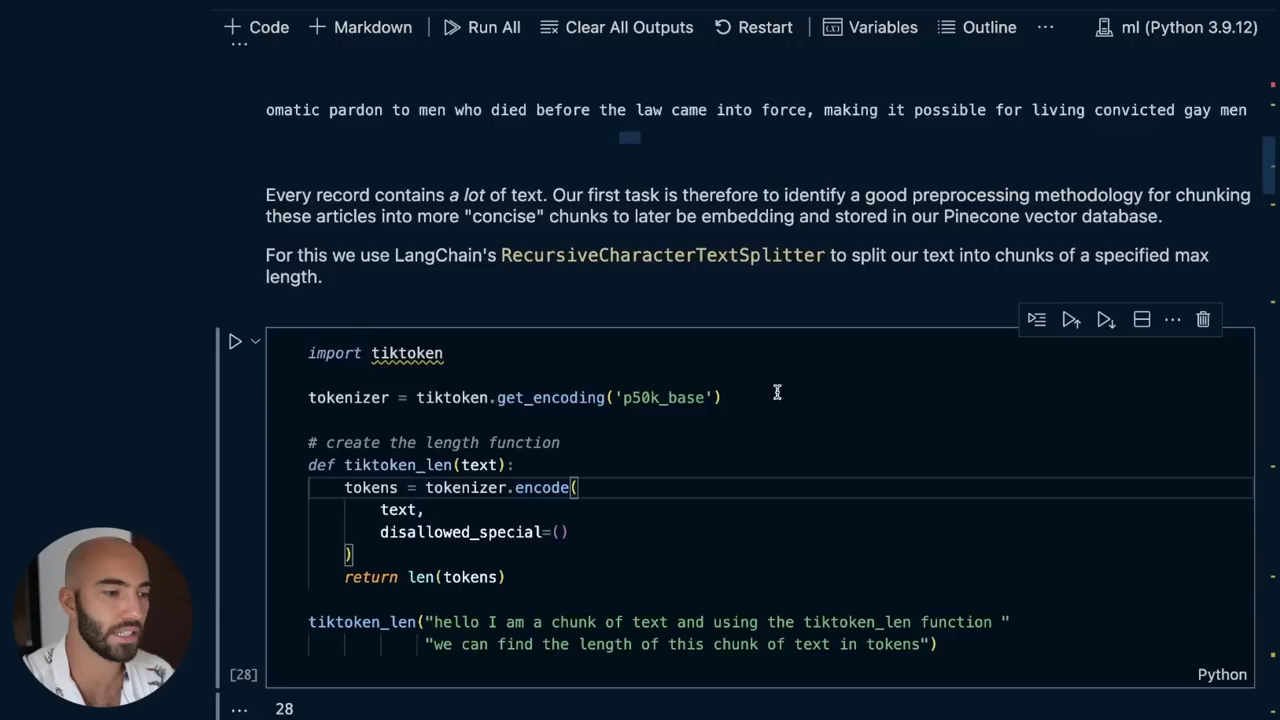 Code Markdown Run All Clear All Outputs Restart Variables Outline ··· ml (Python 3.9.12)
...
omatic pardon to men who died before the law came into force, making it possible for living convicted gay men
Every record contains a lot of text. Our first task is therefore to identify a good preprocessing methodology for chunking
these articles into more "concise" chunks to later be embedding and stored in our Pinecone vector database.
For this we use LangChain's RecursiveCharacterTextSplitter to split our text into chunks of a specified max
length.
import tiktoken
tokenizer = tiktoken.get_encoding('p50k_base')
# create the length function
def tiktoken_len(text):
tokens = tokenizer.encode(
text,
disallowed_special=()
)
return len(tokens)
tiktoken_len("hello I am a chunk of text and using the tiktoken_len function "
"we can find the length of this chunk of text in tokens")
[28] Python
... 28